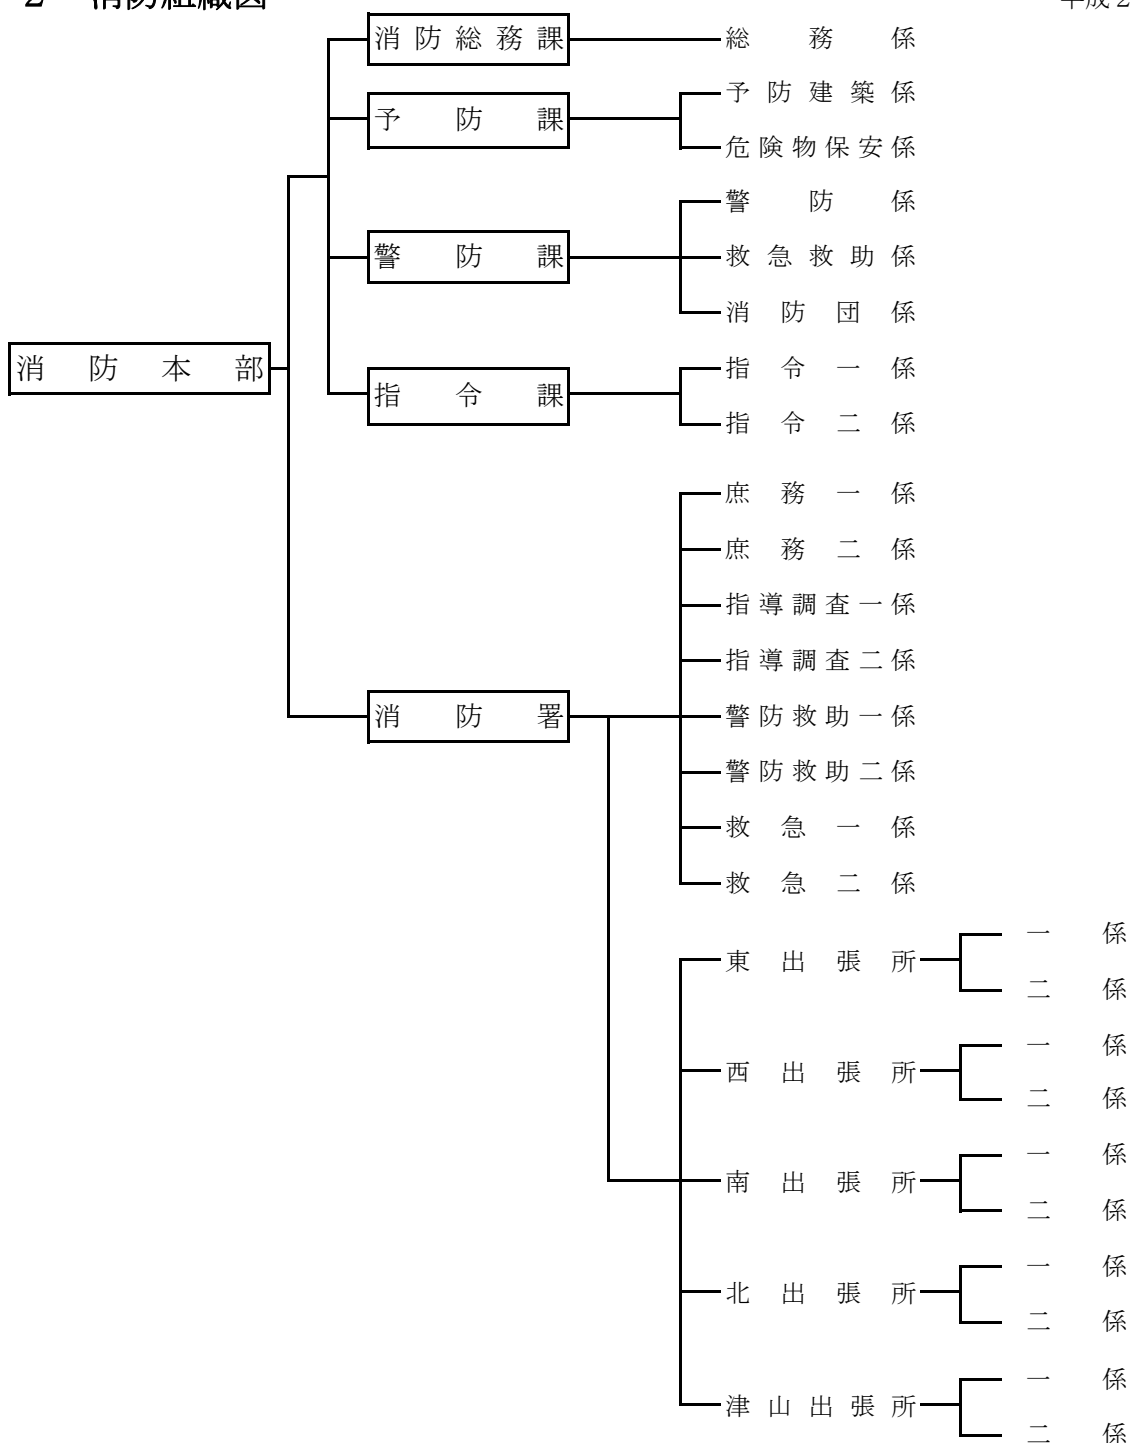 2 消防組織図
平成2
消防総務課 総務係
予防建築係
予防課
危険物保安係
警防係
警防課 救急救助係
消防団係
消防本部 指令一係
指令課
指令二係
庶務一係
庶務二係
指導調査一係
指導調査二係
消防署 警防救助一係
警防救助二係
救急一係
救急二係
一係
東出張所
二係
一係
西出張所
二係
一係
南出張所
二係
一係
北出張所
二係
一係
津山出張所
二係